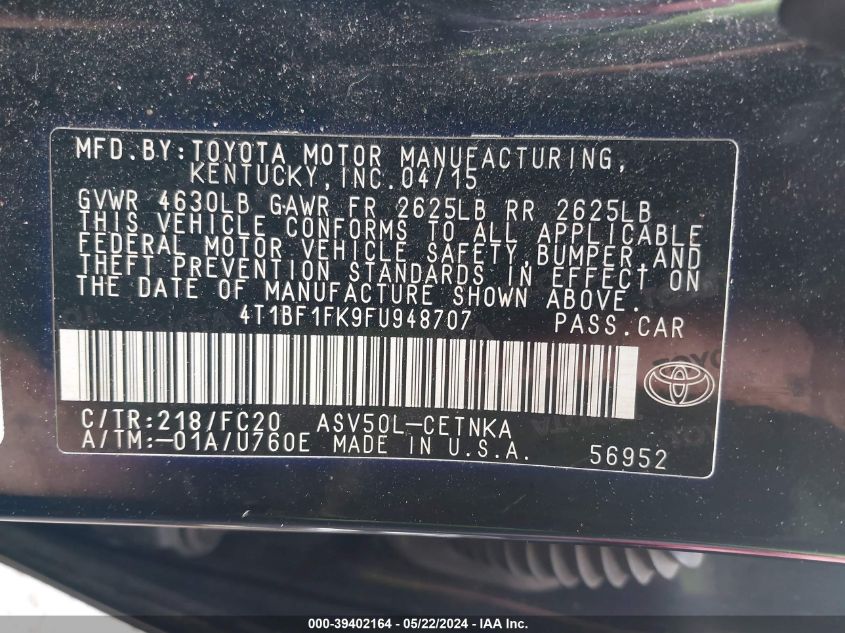 MFD.BY:TOYOTA MOTOR MANUFACTURING,
KENTUCKY,INC.04/15
GVWR 4630LB GAWR FR 2625LB RR 2625LB
THIS VEHICLE CONFORMS TO ALL APPLICABLE
FEDERAL MOTOR VEHICLE SAFETY,BUMPER,AND
THEFT PREVENTION STANDARDS IN EFFECT ON
THE DATE OF MANUFACTURE SHOWN ABOVE.
4T1BF1FK9FU948707 PASS.CAR
C/TR:218/FC20 ASV50L-CETNKA
A/TM:-01A/U760E MADE IN U.S.A.
56952
000-39402164 - 05/22/2024 - IAA Inc.